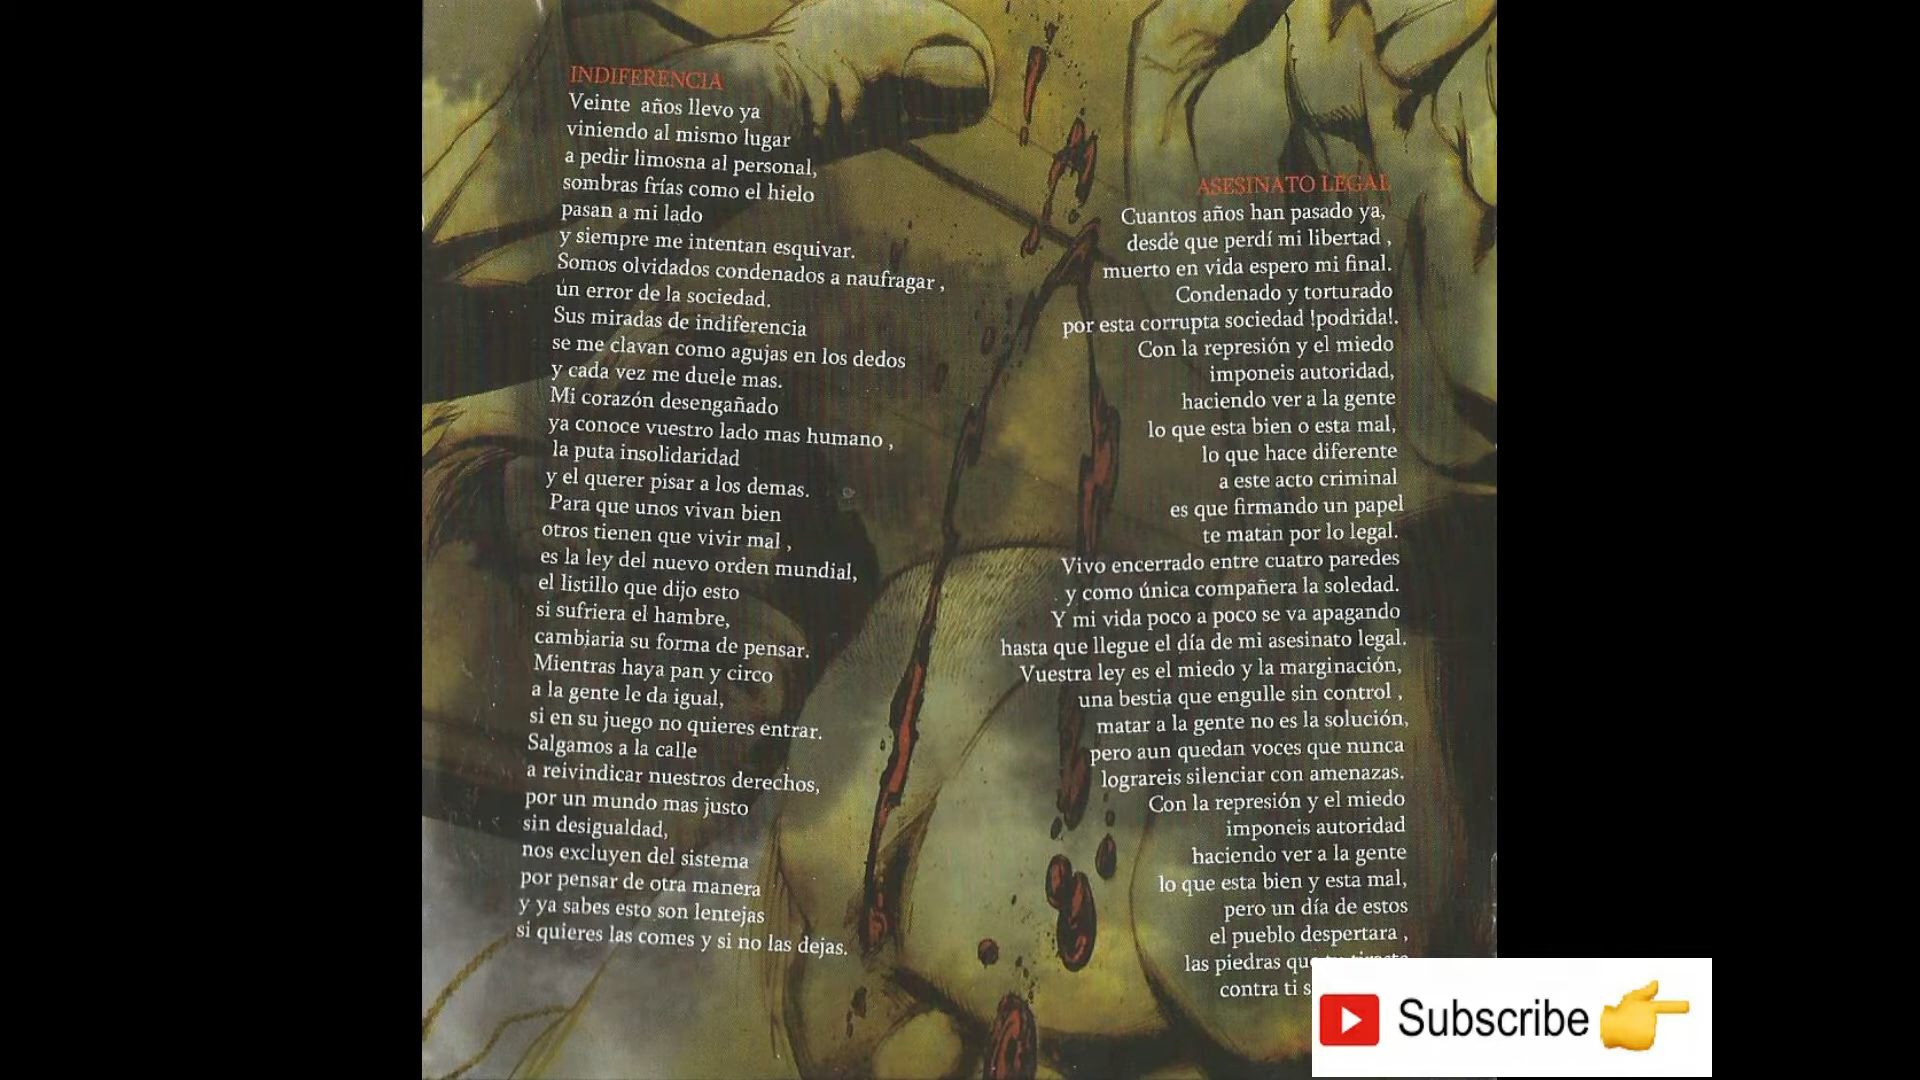 INDIFERENCIA
Veinte años llevo ya
viniendo al mismo lugar
a pedir limosna al personal,
sombras frías como el hielo
pasan a mi lado
y siempre me intentan esquivar.
Somos olvidados condenados a naufragar ,
un error de la sociedad.
Sus miradas de indiferencia
se me clavan como agujas en los dedos
y cada vez me duele mas.
Mi corazón desengañado
ya conoce vuestro lado mas humano ,
la puta insolidaridad
y el querer pisar a los demas.
Para que unos vivan bien
otros tienen que vivir mal ,
es la ley del nuevo orden mundial,
el listillo que dijo esto
si sufriera el hambre,
cambiaria su forma de pensar.
Mientras haya pan y circo
a la gente le da igual,
si en su juego no quieres entrar.
Salgamos a la calle
a reivindicar nuestros derechos,
por un mundo mas justo
sin desigualdad,
nos excluyen del sistema
por pensar de otra manera
y ya sabes esto son lentejas
si quieres las comes y si no las dejas.
ASESINATO LEGAL
Cuantos años han pasado ya,
desde que perdí mi libertad ,
muerto en vida espero mi final.
Condenado y torturado
por esta corrupta sociedad !podrida!.
Con la represión y el miedo
imponeis autoridad,
haciendo ver a la gente
lo que esta bien o esta mal,
lo que hace diferente
a este acto criminal
es que firmando un papel
te matan por lo legal.
Vivo encerrado entre cuatro paredes
y como única compañera la soledad.
Y mi vida poco a poco se va apagando
hasta que llegue el día de mi asesinato legal.
Vuestra ley es el miedo y la marginación,
una bestia que engulle sin control ,
matar a la gente no es la solución,
pero aun quedan voces que nunca
lograreis silenciar con amenazas.
Con la represión y el miedo
imponeis autoridad
haciendo ver a la gente
lo que esta bien y esta mal,
pero un día de estos
el pueblo despertara ,
las piedras que
contra ti
Subscribe